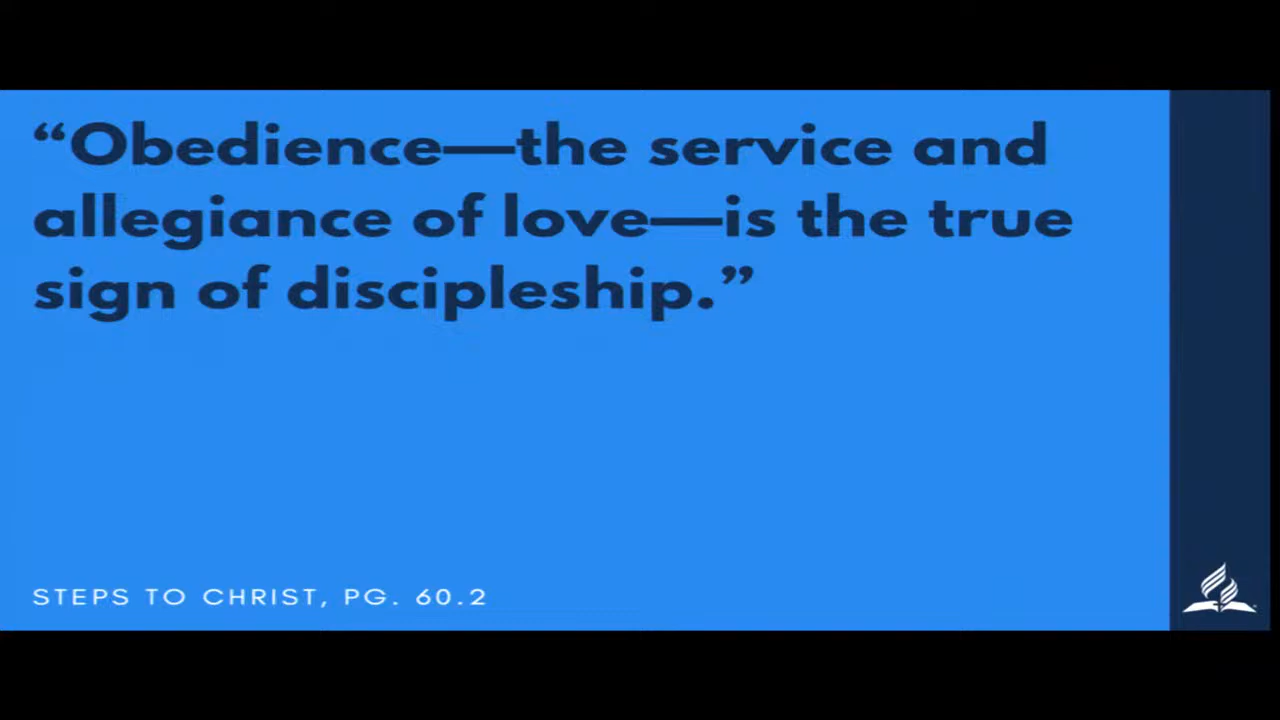 “Obedience—the service and
allegiance of love—is the true
sign of discipleship.”
STEPS TO CHRIST, PG. 60.2